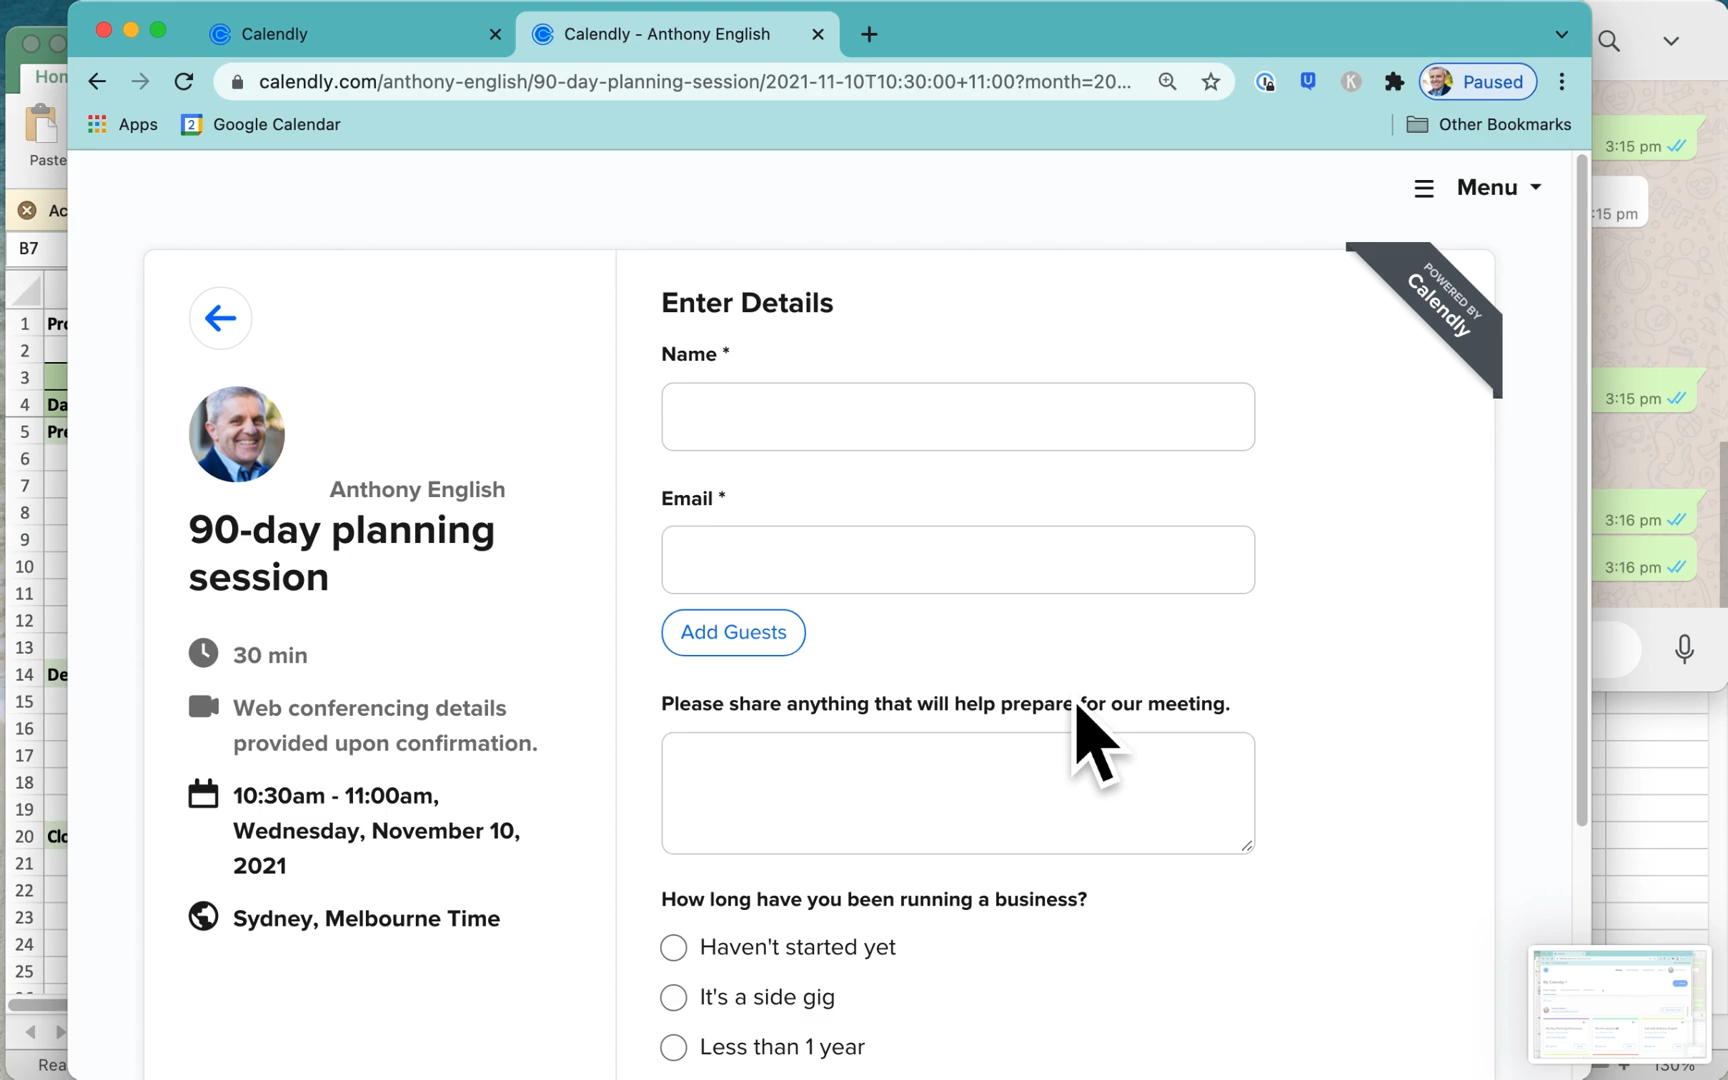 Calendly
Calendly - Anthony English
calendly.com/anthony-english/90-day-planning-session/2021-11-10T10:30:00+11:00?month=20...
K
Paused
Apps
2
Google Calendar
Other Bookmarks
Menu
POWERED BY
Calendly
Anthony English
90-day planning
session
30 min
Web conferencing details
provided upon confirmation.
10:30am - 11:00am,
Wednesday, November 10,
2021
Sydney, Melbourne Time
Enter Details
Name *
Email *
Add Guests
Please share anything that will help prepare for our meeting.
How long have you been running a business?
Haven't started yet
It's a side gig
Less than 1 year
Paste
B7
1
2
3
4
5
6
7
8
9
10
11
12
13
14
15
16
17
18
19
20
21
22
23
24
25
3:15 pm
:15 pm
3:15 pm
3:16 pm
3:16 pm
130%